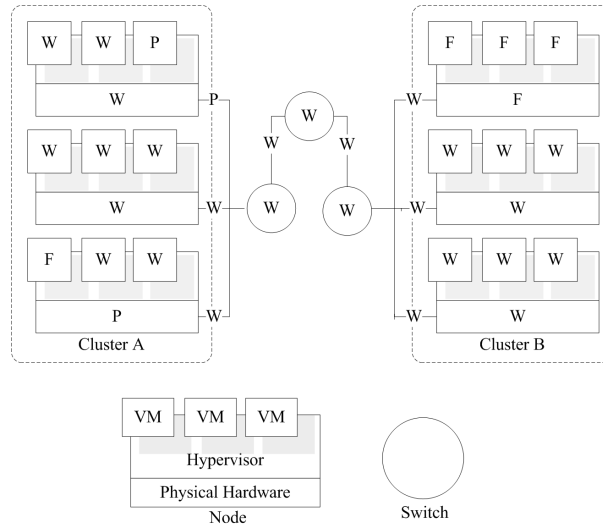 W W P F F F
W P W W F
W W W W W W W W
W W W W W W
F W W W W W
P W W W
Cluster A Cluster B
VM VM VM
Hypervisor
Physical Hardware
Node Switch